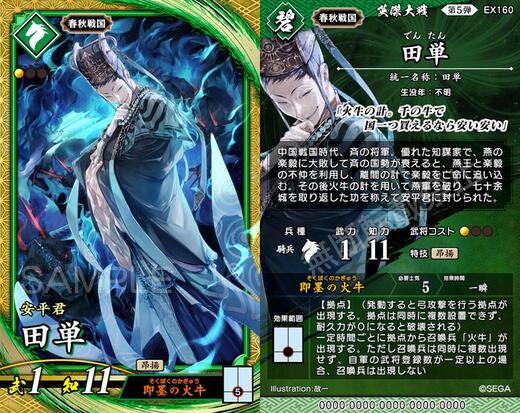 春秋戦国
SAMPLE
安平君
田単
昂揚
武1 知11
そくぼくのかぎゅう
即墨の火牛
5
碧
英傑大戦
第5弾
EX160
でん たん
田単
統一名称:田単
生没年:不明
「火牛の計。千の牛で
国一つ買えるなら安い安い」
中国戦国時代、斉の将軍。優れた知謀家で、燕の
楽毅に大敗して斉の国勢が衰えると、燕王と楽毅
の不仲を利用し、離間の計で楽毅を亡命に追い込
む。その後火牛の計を用いて燕軍を破り、七十余
城を取り返した功を称えて安平君に封じられた。
兵種 武力 知力 武将コスト
騎兵 1 11 特技 昂揚
そくぼくのかぎゅう 必要士気 効果時間
即墨の火牛 5 一瞬
効果範囲
【拠点】(発動すると弓攻撃を行う拠点が
出現する。拠点は同時に複数設置できず、
耐久力が0になると破壊される)
一定時間ごとに拠点から召喚兵「火牛」が
出現する。ただし召喚兵は同時に複数出現
せず、自軍の武将登録数が一定以上の場
合、召喚兵は出現しない
Illustration:故一
©SEGA
0000 0000 0000 0000 0000